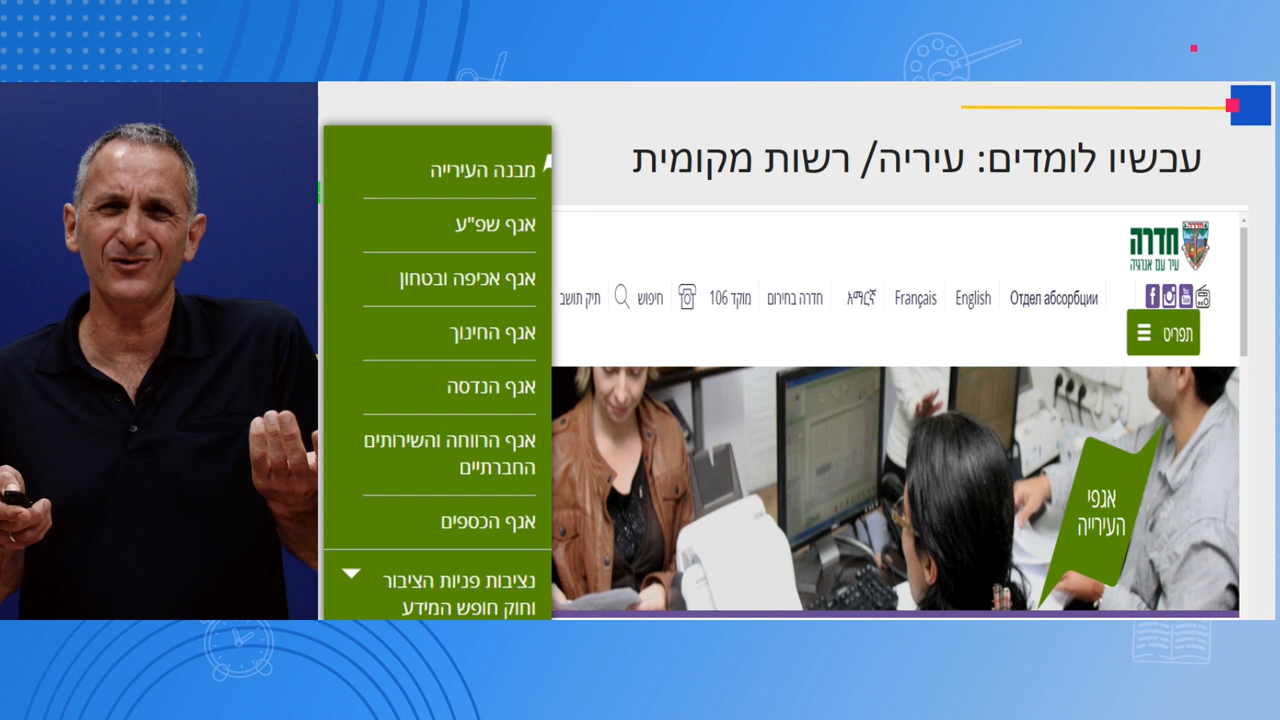 עכשיו לומדים: עיריה/ רשות מקומית
חדרה
עיר עם אנרגיה
Отдел абсорбции
English
Français
አማርኛ
חדרה בחירום
מוקד 106
חיפוש
תיק תושב
תפריט
אגפי
העירייה
מבנה העירייה
אגף שפ"ע
אגף אכיפה ובטחון
אגף החינוך
אגף הנדסה
אגף הרווחה והשירותים
החברתיים
אגף הכספים
נציבות פניות הציבור
וחוק חופש המידע